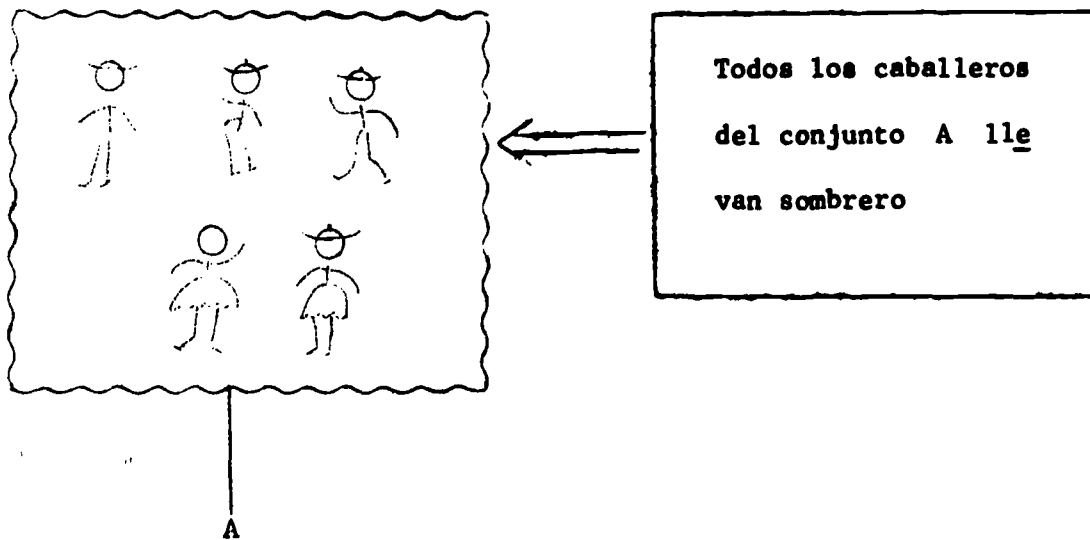 Todos los caballeros
del conjunto A lle
van sombrero
A